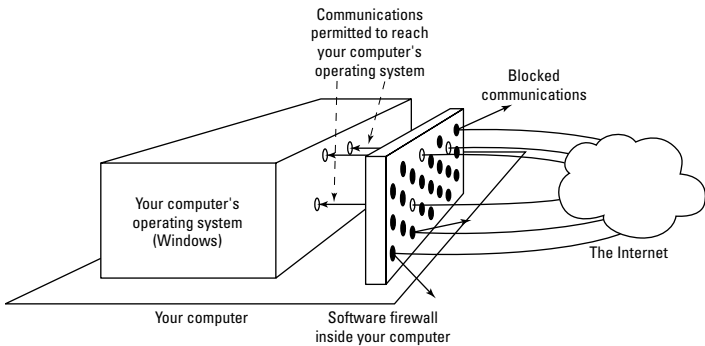 Communications
permitted to reach
your computer's
operating system
Blocked
communications
Your computer's
operating system
(Windows)
The Internet
Your computer
Software firewall
inside your computer